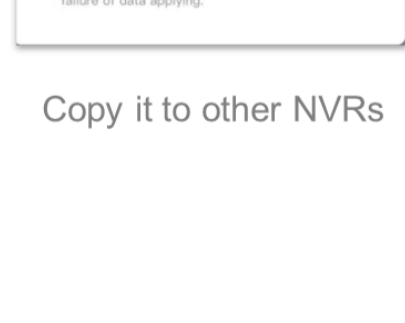 failure of data applying.
Copy it to other NVRs